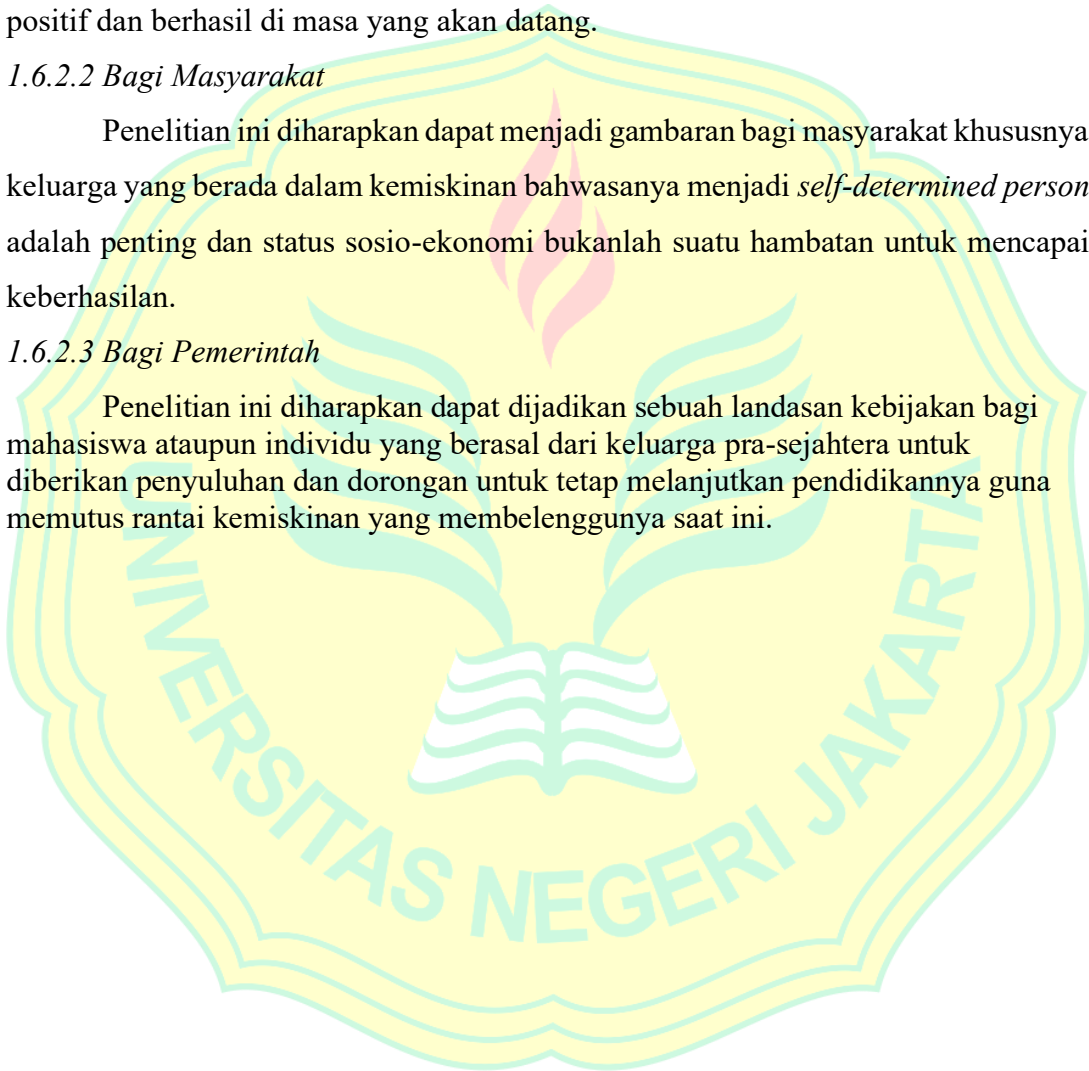 positif dan berhasil di masa yang akan datang.
1.6.2.2 Bagi Masyarakat
Penelitian ini diharapkan dapat menjadi gambaran bagi masyarakat khususnya
keluarga yang berada dalam kemiskinan bahwasanya menjadi self-determined person
adalah penting dan status sosio-ekonomi bukanlah suatu hambatan untuk mencapai
keberhasilan.
1.6.2.3 Bagi Pemerintah
Penelitian ini diharapkan dapat dijadikan sebuah landasan kebijakan bagi
mahasiswa ataupun individu yang berasal dari keluarga pra-sejahtera untuk
diberikan penyuluhan dan dorongan untuk tetap melanjutkan pendidikannya guna
memutus rantai kemiskinan yang membelenggunya saat ini.
UNIVERSITAS NEGERI JAKARTA